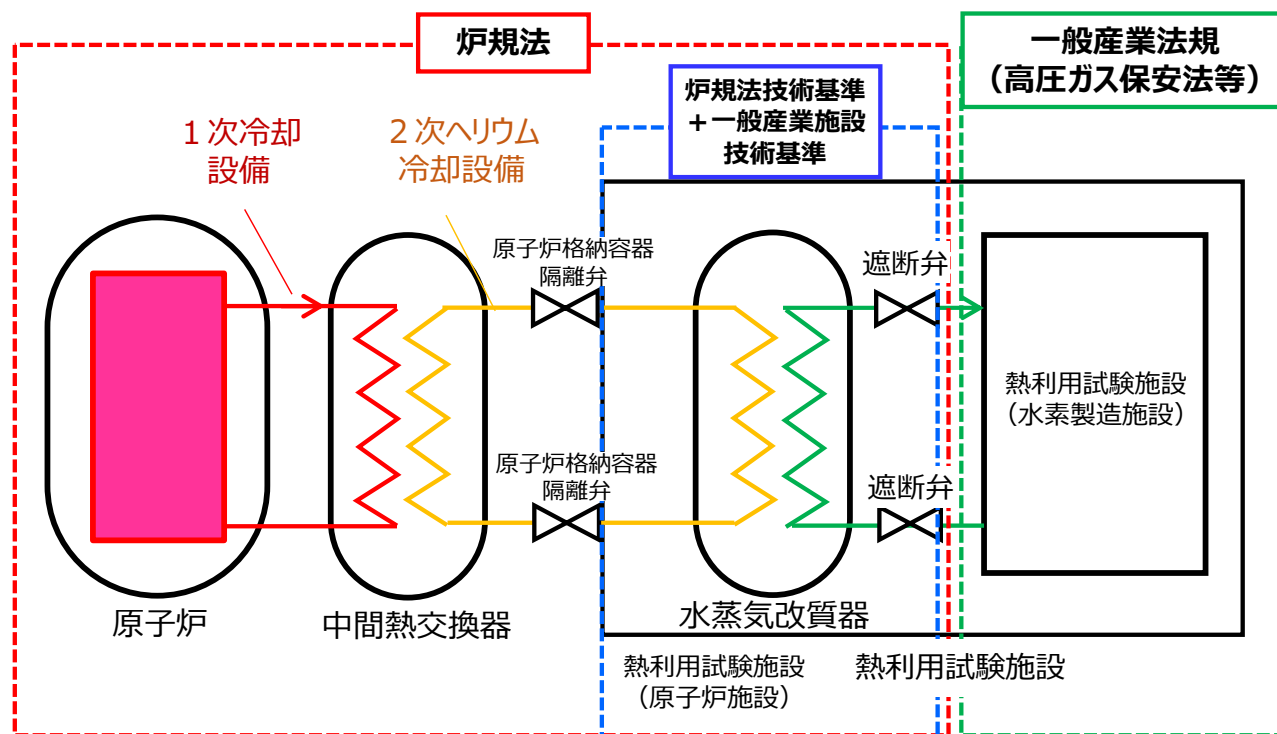 炉規法
一般産業法規
（高圧ガス保安法等）
炉規法技術基準
＋一般産業施設
技術基準
１次冷却
設備
２次ヘリウム
冷却設備
原子炉格納容器
隔離弁
遮断弁
熱利用試験施設
（水素製造施設）
原子炉格納容器
隔離弁
遮断弁
原子炉
中間熱交換器
水蒸気改質器
熱利用試験施設
（原子炉施設）
熱利用試験施設